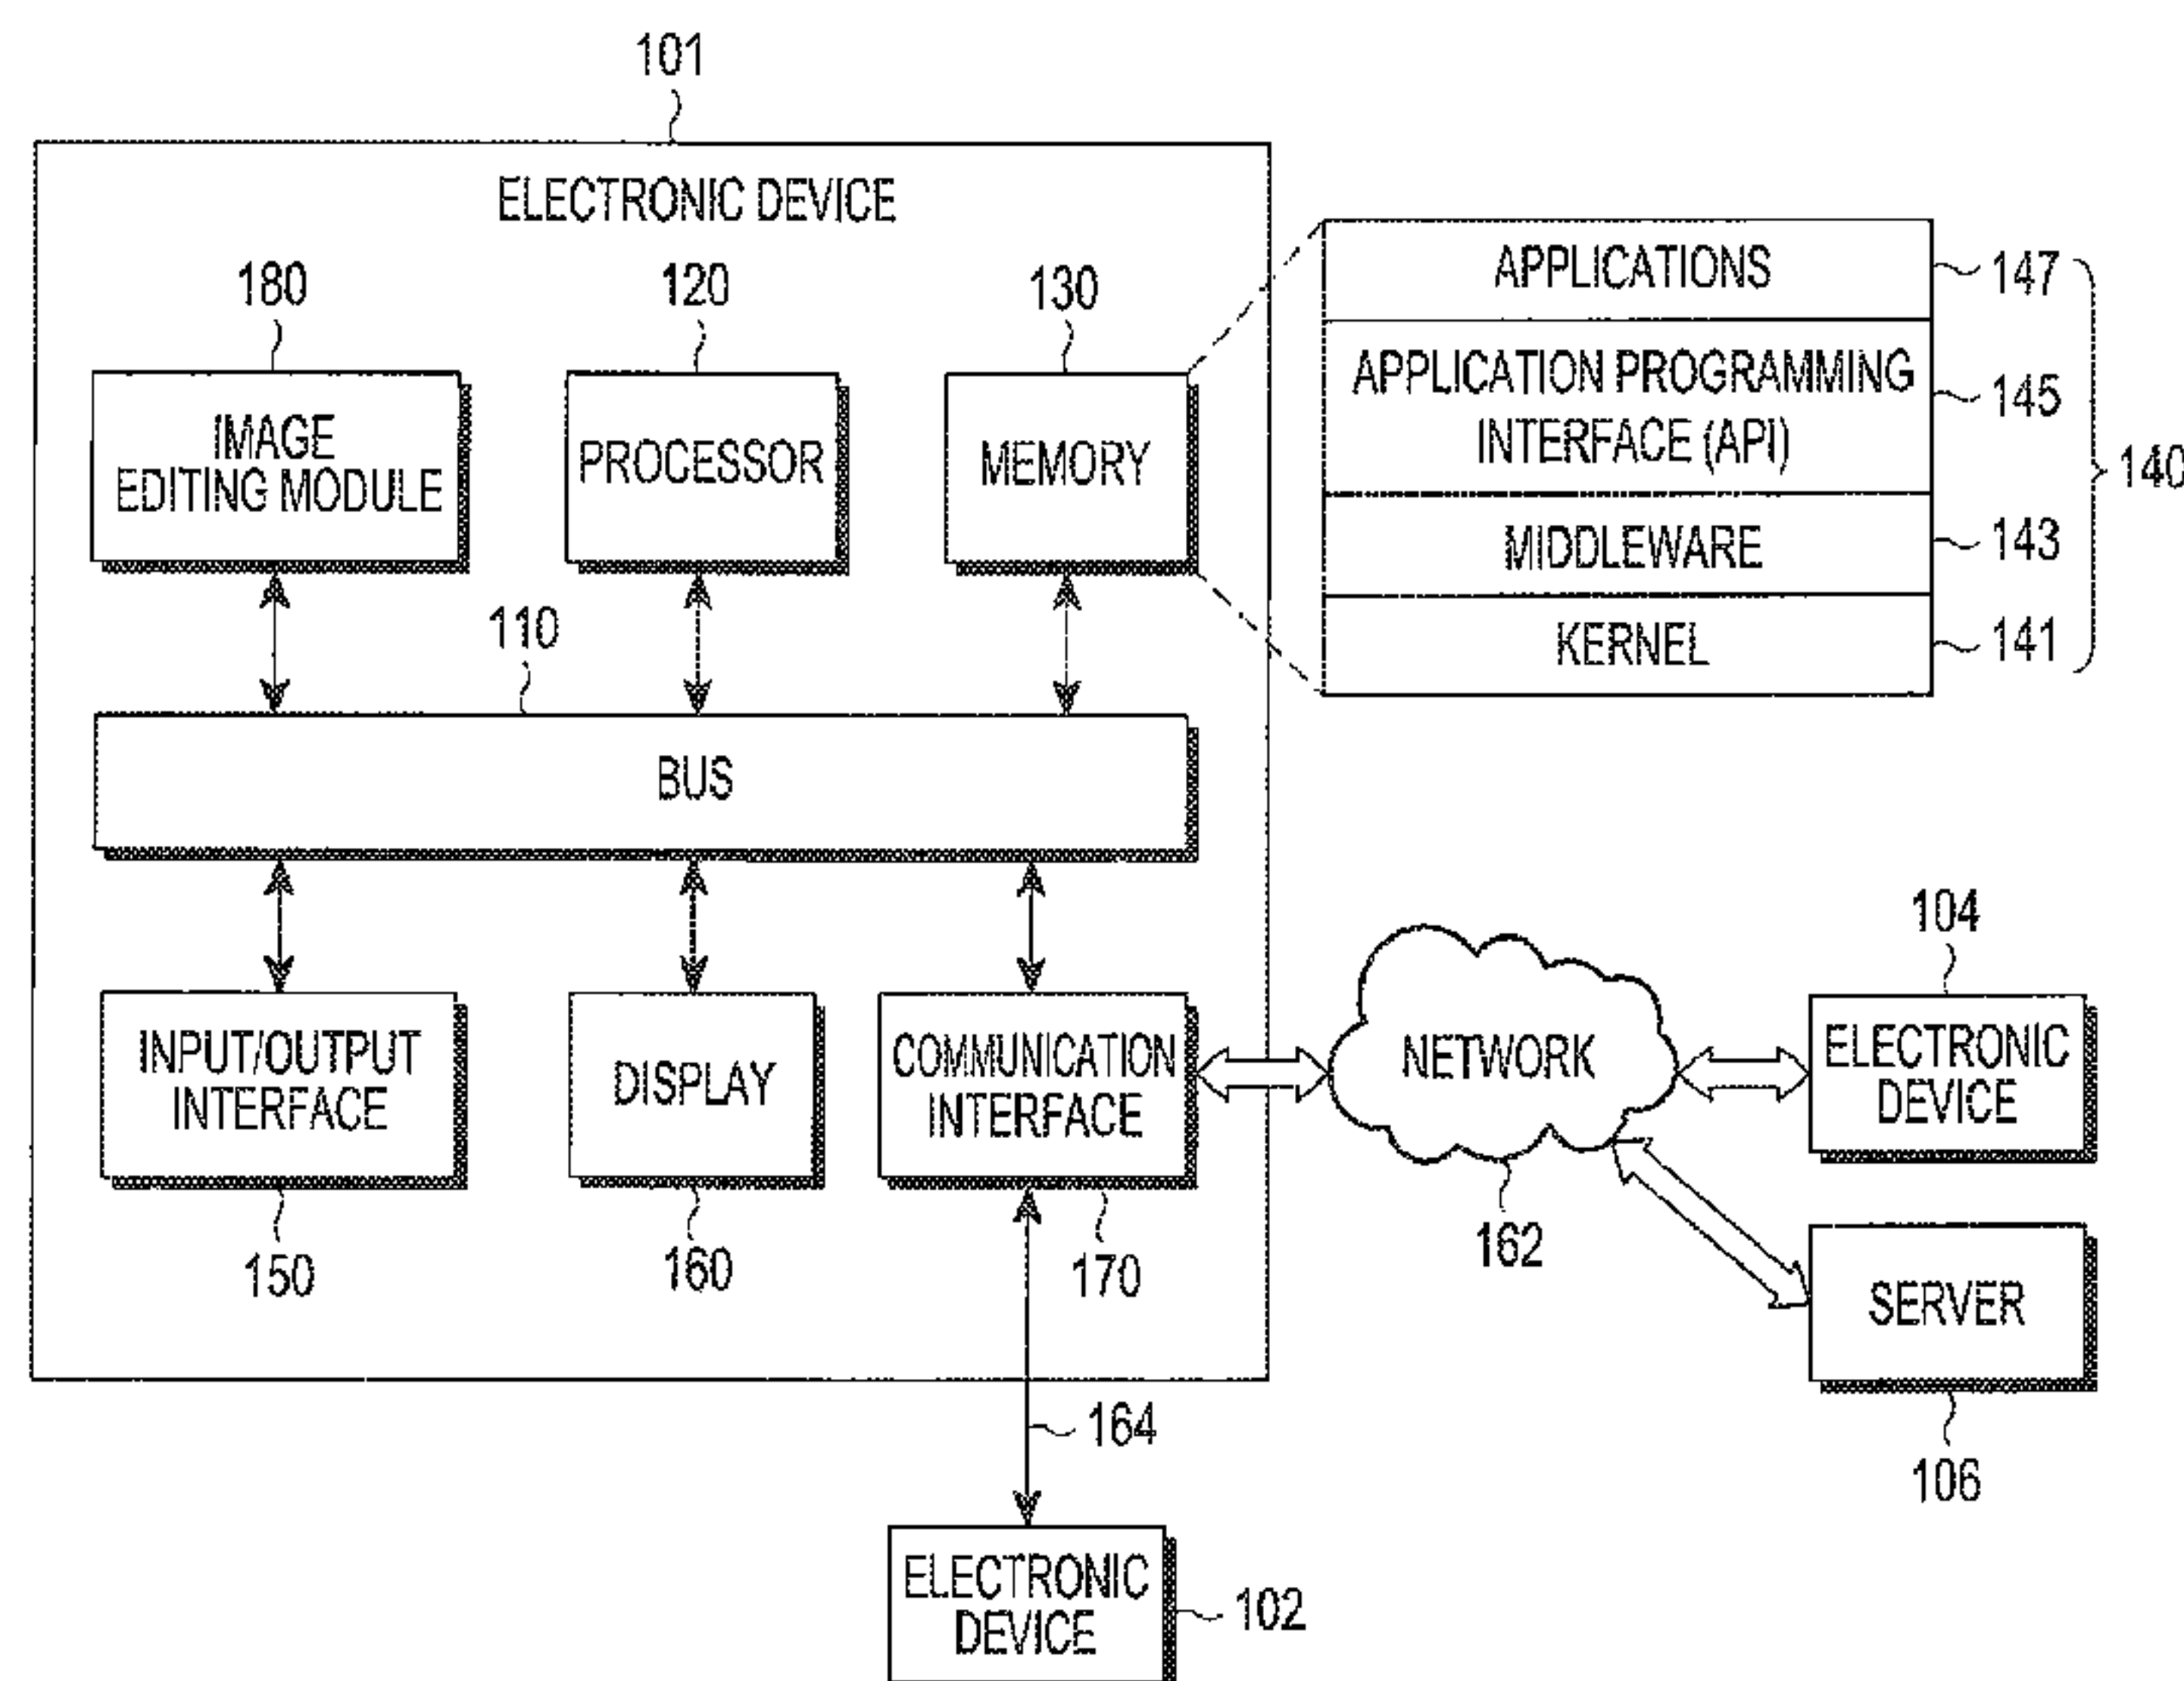 101
ELECTRONIC DEVICE
180
120
130
IMAGE
EDITING MODULE
PROCESSOR
MEMORY
APPLICATIONS
147
APPLICATION PROGRAMMING
INTERFACE (API)
145
MIDDLEWARE
143
KERNEL
141
140
110
BUS
INPUT/OUTPUT
INTERFACE
150
DISPLAY
160
COMMUNICATION
INTERFACE
170
NETWORK
162
104
ELECTRONIC
DEVICE
SERVER
106
164
ELECTRONIC
DEVICE
102